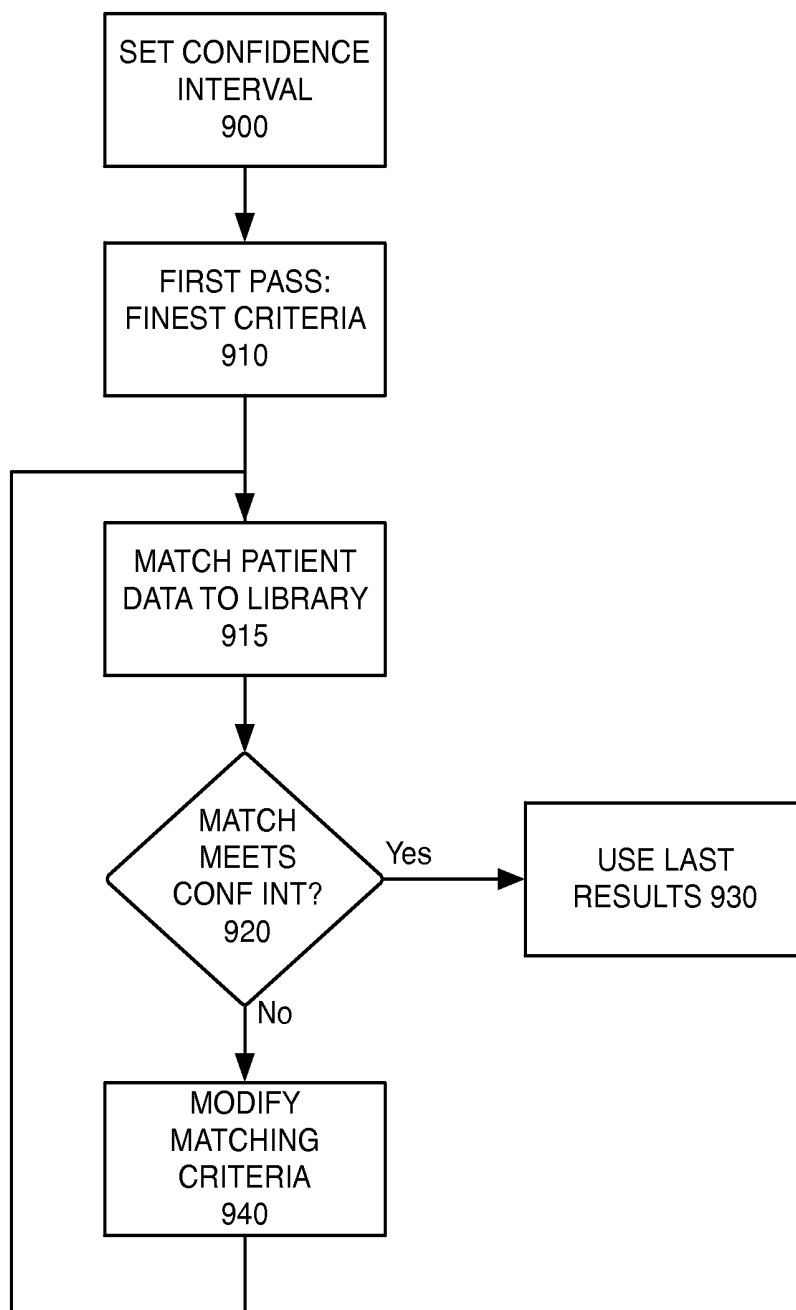 SET CONFIDENCE
INTERVAL
900
FIRST PASS:
FINEST CRITERIA
910
MATCH PATIENT
DATA TO LIBRARY
915
MATCH
MEETS
CONF INT?
920
Yes
USE LAST
RESULTS 930
No
MODIFY
MATCHING
CRITERIA
940